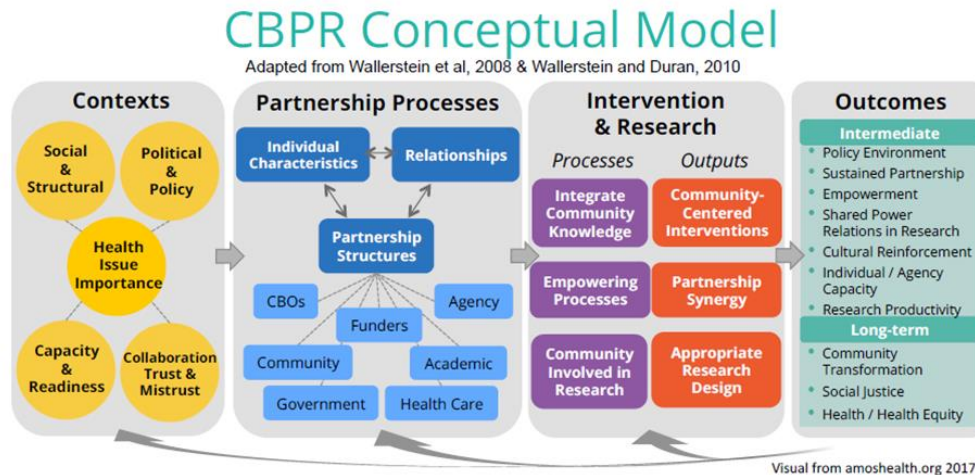 CBPR Conceptual Model
Adapted from Wallerstein et al, 2008 & Wallerstein and Duran, 2010
Contexts
Social
&
Structural
Political
& Policy
Health
Issue
Importance
Capacity
&
Readiness
Collaboration
Trust &
Mistrust
Partnership Processes
Individual
Characteristics
Relationships
Partnership
Structures
CBOs
Agency
Funders
Community
Academic
Government
Health Care
Intervention
& Research
Processes
Outputs
Integrate
Community
Knowledge
Community-
Centered
Interventions
Empowering
Processes
Partnership
Synergy
Community
Involved in
Research
Appropriate
Research
Design
Outcomes
Intermediate
• Policy Environment
• Sustained Partnership
• Empowerment
• Shared Power
Relations in Research
• Cultural Reinforcement
• Individual / Agency
Capacity
• Research Productivity
Long-term
• Community
Transformation
• Social Justice
• Health / Health Equity
Visual from amoshealth.org 2017